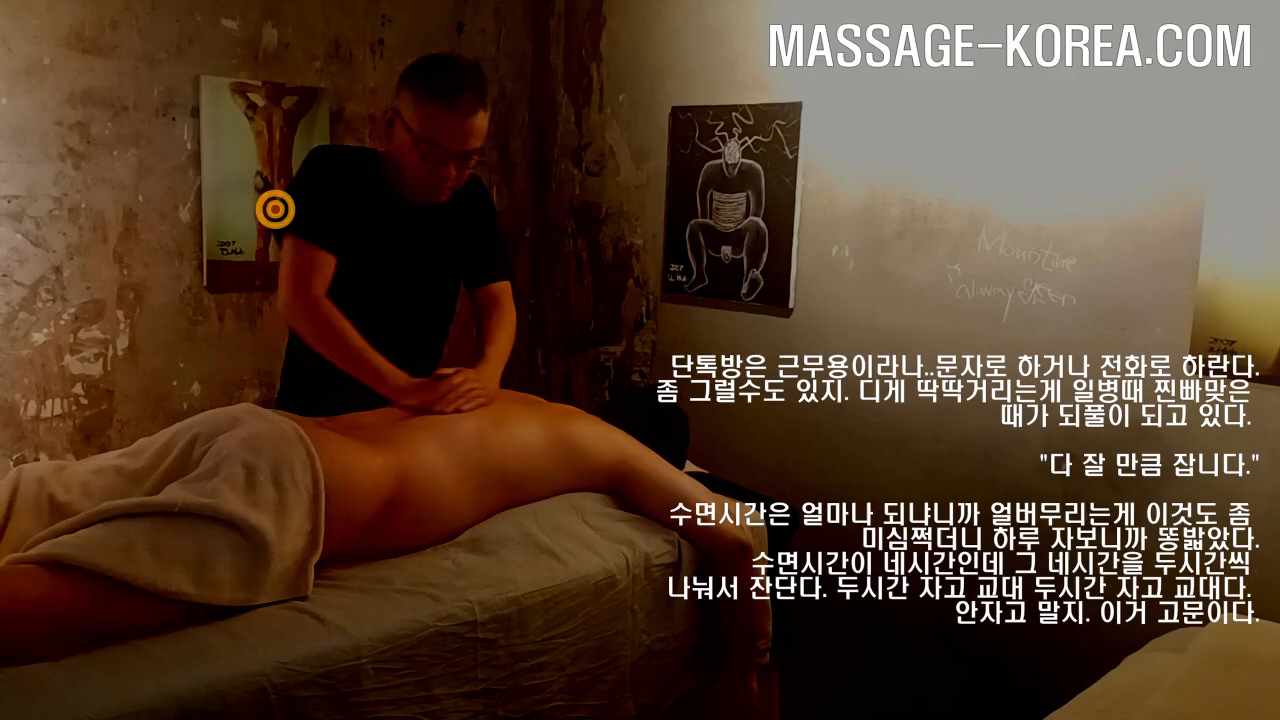 MASSAGE-KOREA.COM
Mountine
alway
단톡방은 근무용이라나..문자로 하거나 전화로 하란다.
좀 그럴수도 있지. 디게 딱딱거리는게 일병때 찐빠맞은
때가 되풀이 되고 있다.
"다 잘 만큼 잡니다."
수면시간은 얼마나 되냐니까 얼버무리는게 이것도 좀
미심쩍더니 하루 자보니까 똥밟았다.
수면시간이 네시간인데 그 네시간을 두시간씩
나눠서 잔단다. 두시간 자고 교대 두시간 자고 교대다.
안자고 말지. 이거 고문이다.